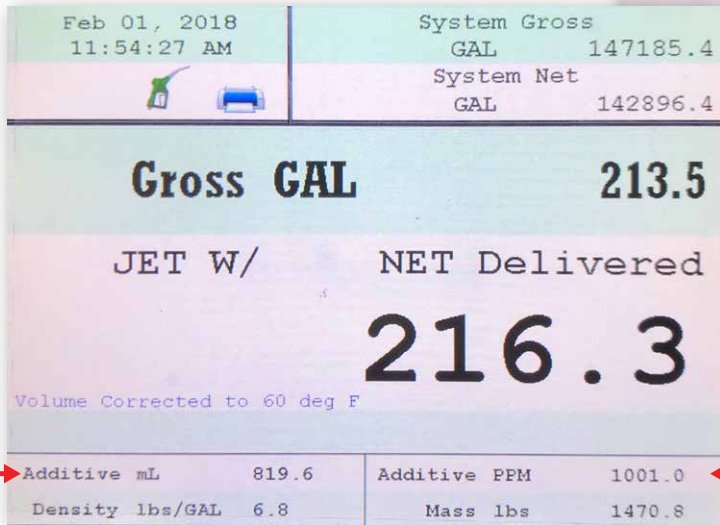 Feb 01, 2018
11:54:27 AM
System Gross
GAL 147185.4
System Net
GAL 142896.4
Gross GAL 213.5
JET W/ NET Delivered
216.3
Volume Corrected to 60 deg F
Additive mL 819.6 Additive PPM 1001.0
Density lbs/GAL 6.8 Mass lbs 1470.8